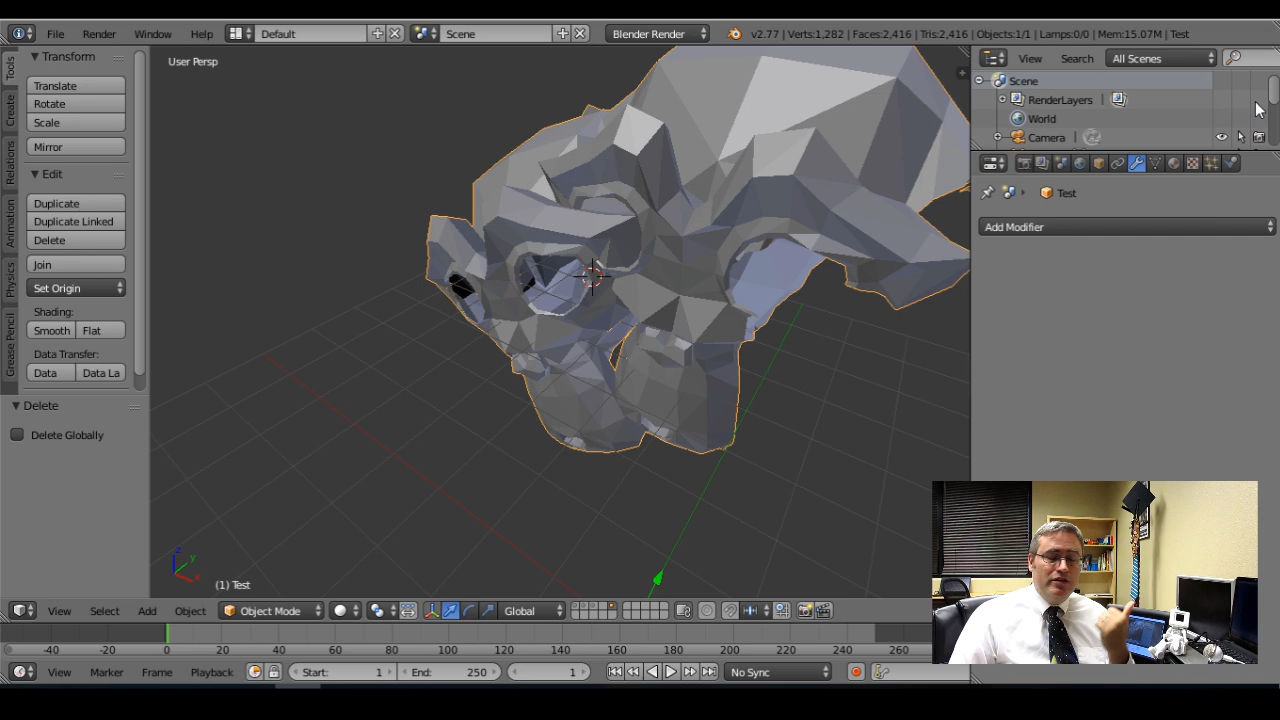 File Render Window Help Default Scene Blender Render v2.77 | Verts:1,282 | Faces:2,416 | Tris:2,416 | Objects:1/1 | Lamps:0/0 | Mem:15.07M | Test
Tools
Create
Relations
Animation
Physics
Grease Pencil
Transform
Translate
Rotate
Scale
Mirror
Edit
Duplicate
Duplicate Linked
Delete
Join
Set Origin
Shading:
Smooth Flat
Data Transfer:
Data Data La
Delete
Delete Globally
User Persp
z
y
x
(1) Test
View Search All Scenes
Scene
RenderLayers |
World
Camera |
Test
Add Modifier
View Select Add Object Object Mode Global
-40 -20 0 20 40 60 80 100 120 140 160 180 200 220 240 260
View Marker Frame Playback Start: 1 End: 250 1 No Sync